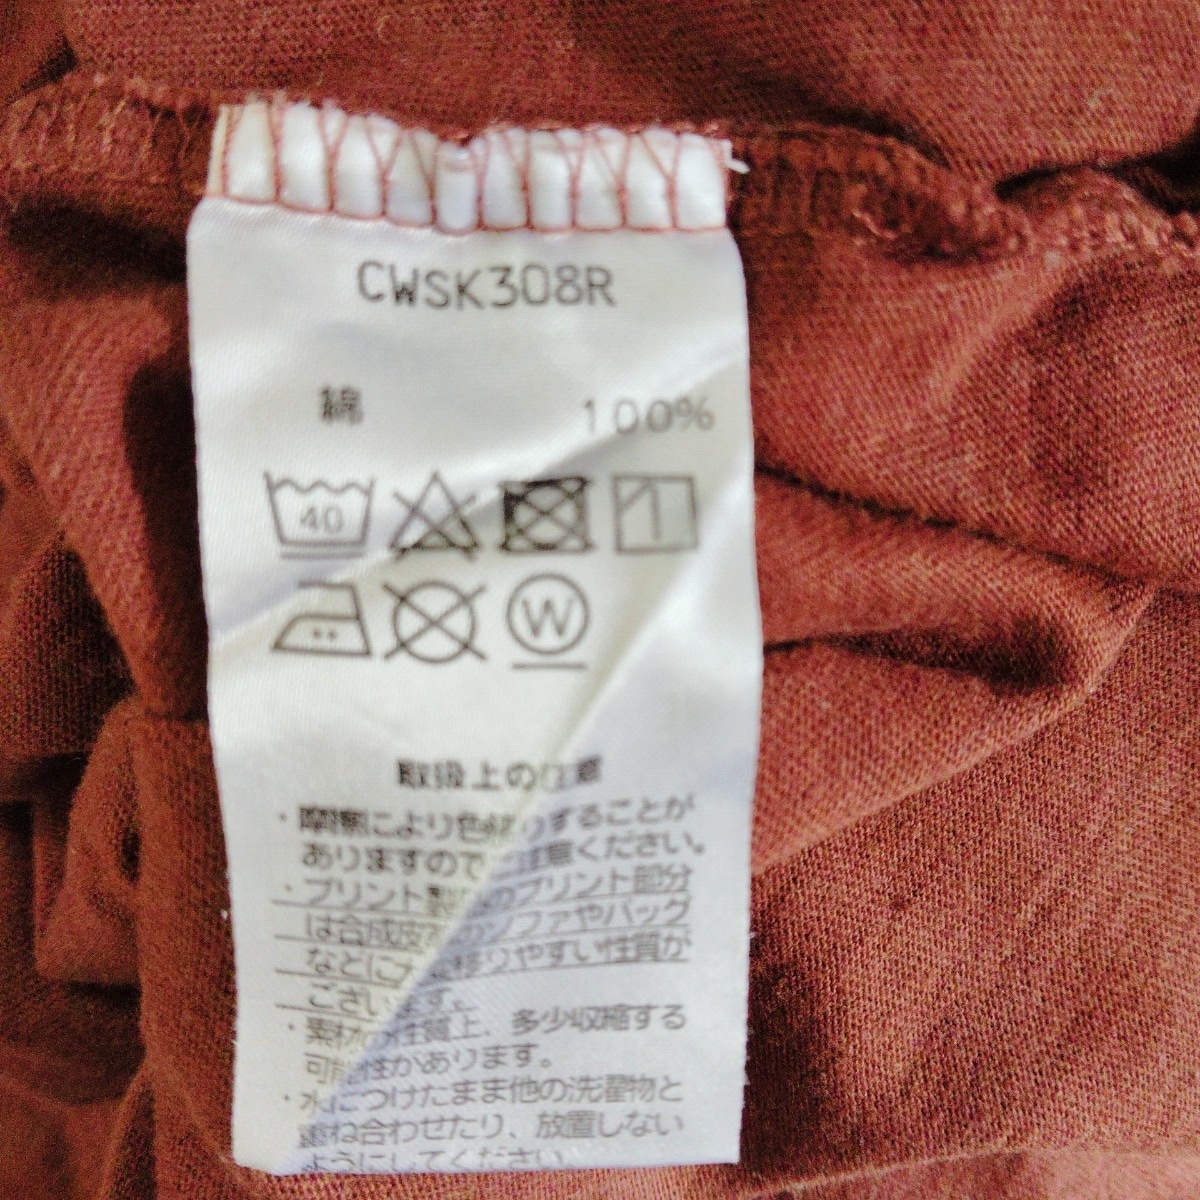 CWSK308R
綿 100%
40
1
W
取扱上の注意
・摩擦により色移りすることが
ありますのでご注意ください。
・プリント製品のプリント部分
は合成皮革のソファやバッグ
などに 移りやすい性質が
ございます。
・素材の性質上、多少収縮する
可能性があります。
・水につけたまま他の洗濯物と
重ね合わせたり、放置しない
ようにしてください